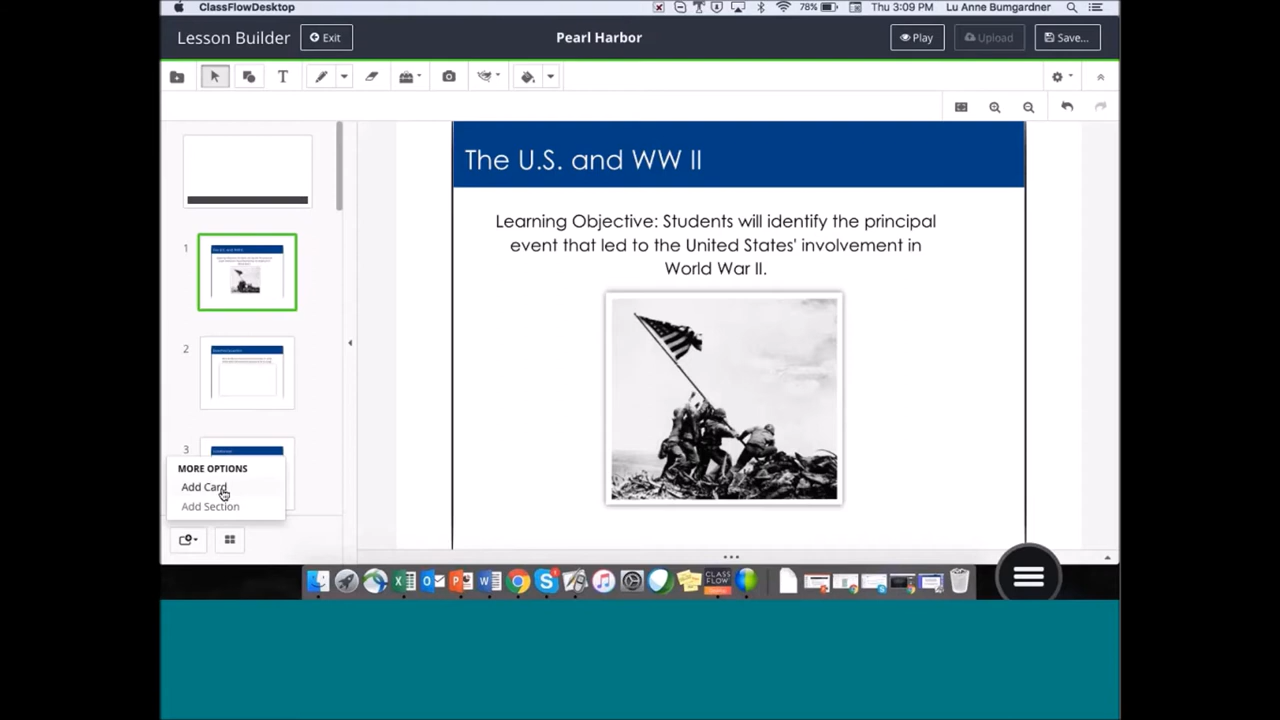 ClassFlowDesktop
78%
Thu 3:09 PM
Lu Anne Bumgardner
Lesson Builder
Exit
Pearl Harbor
Play
Upload
Save...
T
The U.S. and WW II
Learning Objective: Students will identify the principal
event that led to the United States' involvement in
World War II.
1
2
3
MORE OPTIONS
Add Card
Add Section
CLASS
FLOW